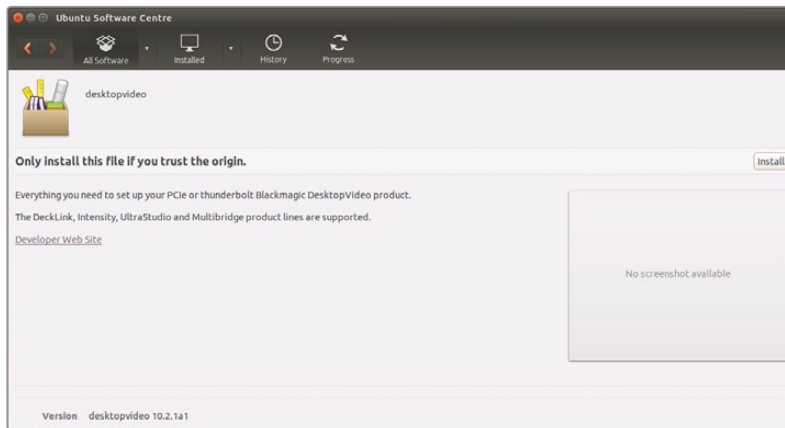 Ubuntu Software Centre
All Software
Installed
History
Progress
desktopvideo
Only install this file if you trust the origin.
Install
Everything you need to set up your PCIe or thunderbolt Blackmagic DesktopVideo product.
The DeckLink, Intensity, UltraStudio and Multibridge product lines are supported.
Developer Web Site
No screenshot available
Version desktopvideo 10.2.1a1